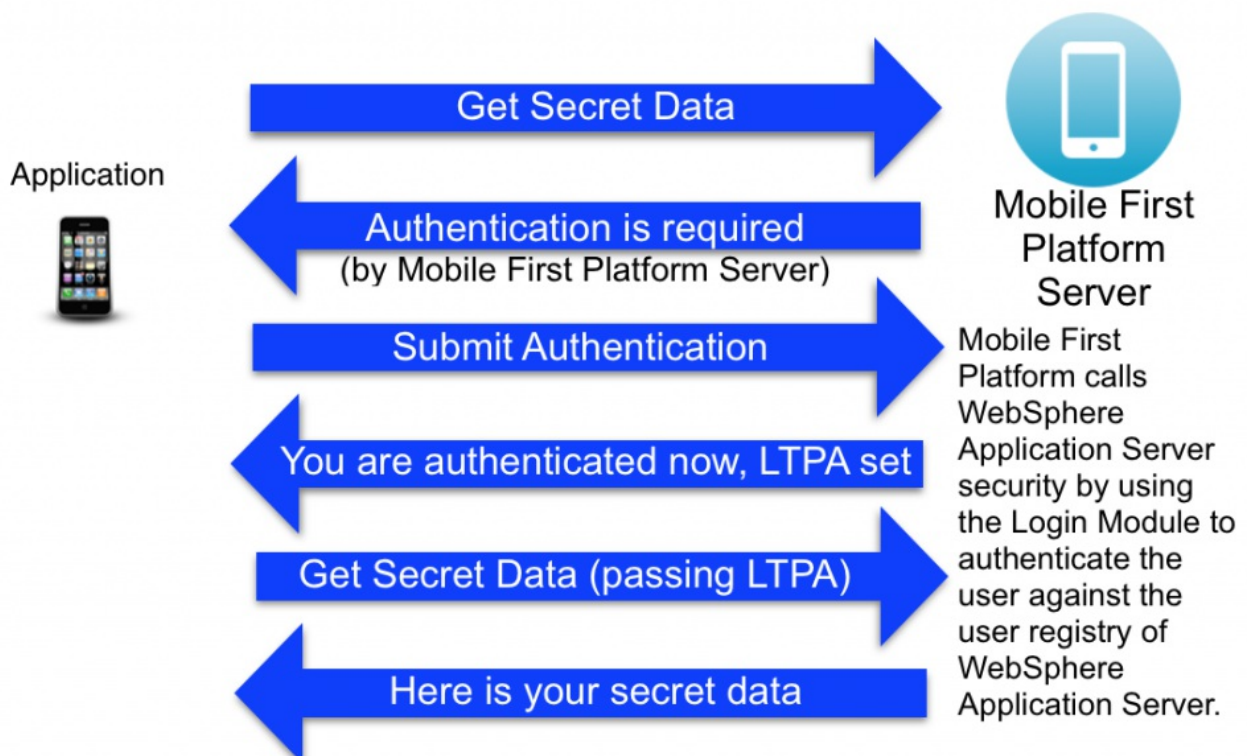 Get Secret Data
Application
Authentication is required
(by Mobile First Platform Server)
Mobile First
Platform
Server
Submit Authentication
You are authenticated now, LTPA set
Get Secret Data (passing LTPA)
Here is your secret data
Mobile First
Platform calls
WebSphere
Application Server
security by using
the Login Module to
authenticate the
user against the
user registry of
WebSphere
Application Server.